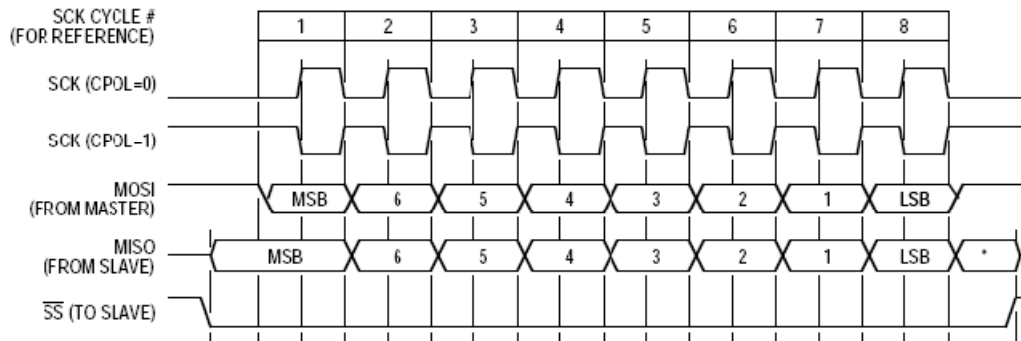 SCK CYCLE #
(FOR REFERENCE)
1 2 3 4 5 6 7 8
SCK (CPOL=0)
SCK (CPOL=1)
MOSI
(FROM MASTER)
MSB 6 5 4 3 2 1 LSB
MISO
(FROM SLAVE)
MSB 6 5 4 3 2 1 LSB *
SS (TO SLAVE)